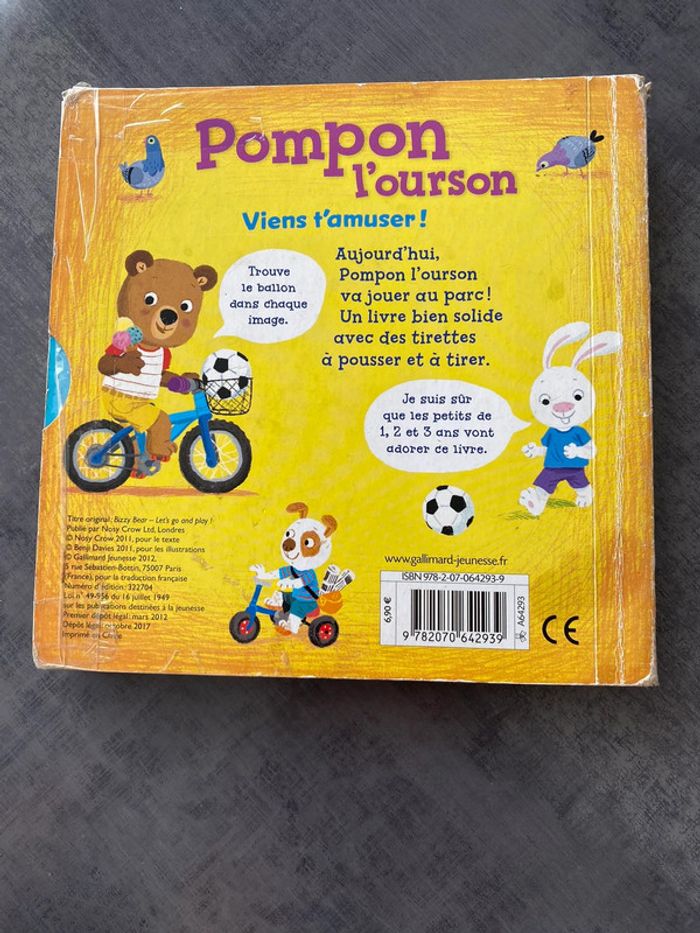 Pompon
l'ourson
Viens t'amuser !
Trouve
le ballon
dans chaque
image.
Aujourd'hui,
Pompon l'ourson
va jouer au parc !
Un livre bien solide
avec des tirettes
à pousser et à tirer.
Je suis sûr
que les petits de
1, 2 et 3 ans vont
adorer ce livre.
Titre original : Bizzy Bear – Let's go and play !
Publié par Nosy Crow Ltd, Londres
© Nosy Crow 2011, pour le texte
© Benji Davies 2011, pour les illustrations
© Gallimard Jeunesse 2012,
5 rue Sébastien-Bottin, 75007 Paris
(France), pour la traduction française
Numéro d'édition : 322704
Loi n° 49-956 du 16 juillet 1949
sur les publications destinées à la jeunesse
Premier dépôt légal : mars 2012
Dépôt légal : octobre 2017
Imprimé en Chine
www.gallimard-jeunesse.fr
ISBN 978-2-07-064293-9
6,90 €
9 782070 642939
A64293
CE